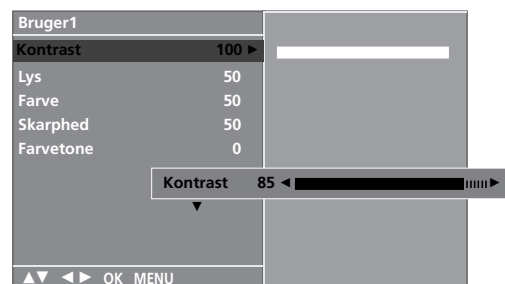 Bruger1
Kontrast 100 ►
Lys 50
Farve 50
Skarphed 50
Farvetone 0
Kontrast 85 ◄ ►
▼
▲▼ ◄► OK MENU